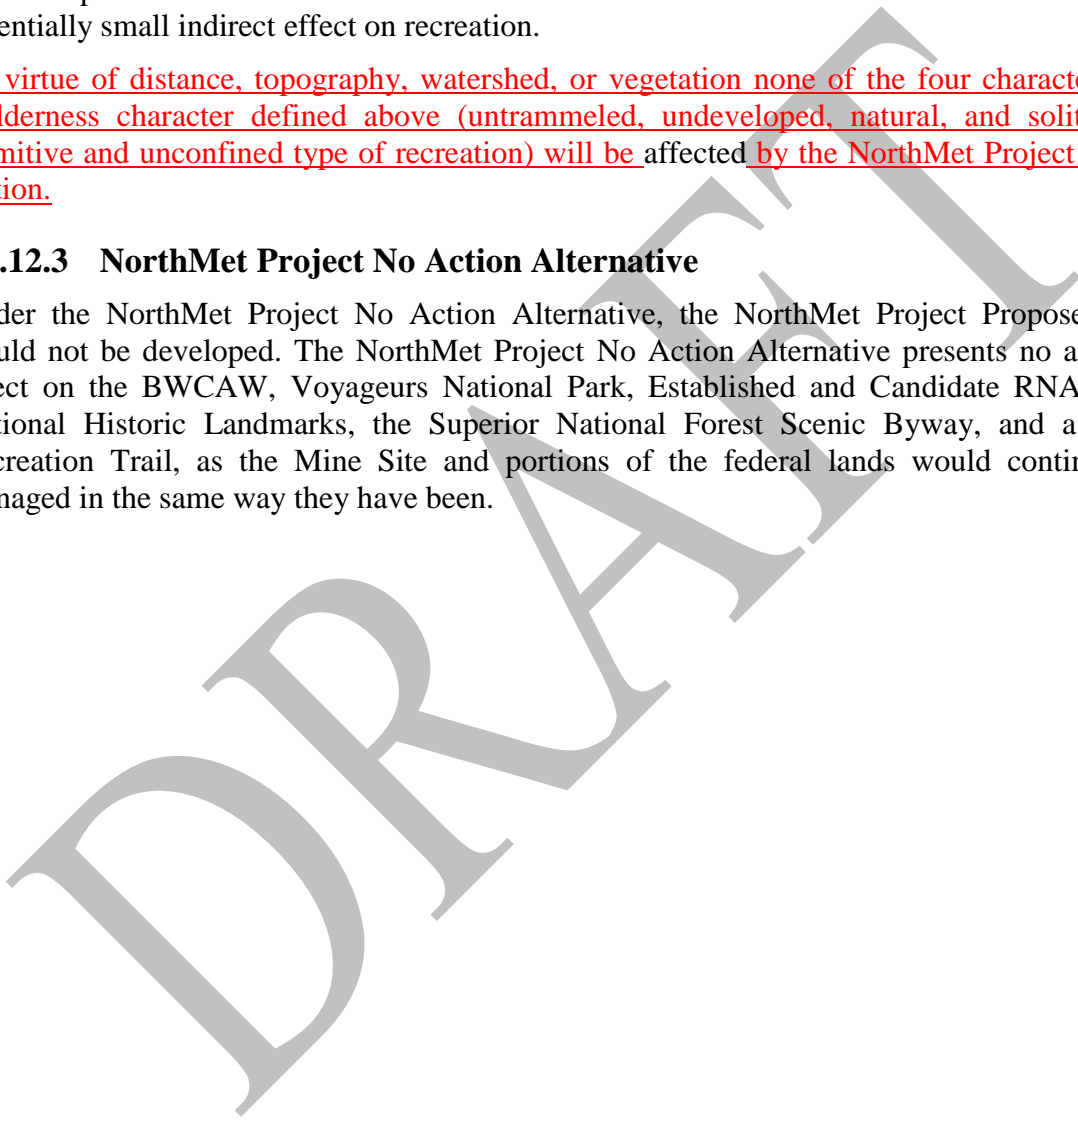 entially small indirect effect on recreation.
virtue of distance, topography, watershed, or vegetation none of the four characte
lderness character defined above (untrammeled, undeveloped, natural, and solit
mitive and unconfined type of recreation) will be affected by the NorthMet Project
tion.
.12.3 NorthMet Project No Action Alternative
der the NorthMet Project No Action Alternative, the NorthMet Project Propose
uld not be developed. The NorthMet Project No Action Alternative presents no a
ect on the BWCAW, Voyageurs National Park, Established and Candidate RNA
tional Historic Landmarks, the Superior National Forest Scenic Byway, and a
creation Trail, as the Mine Site and portions of the federal lands would contin
naged in the same way they have been.
DRAFT